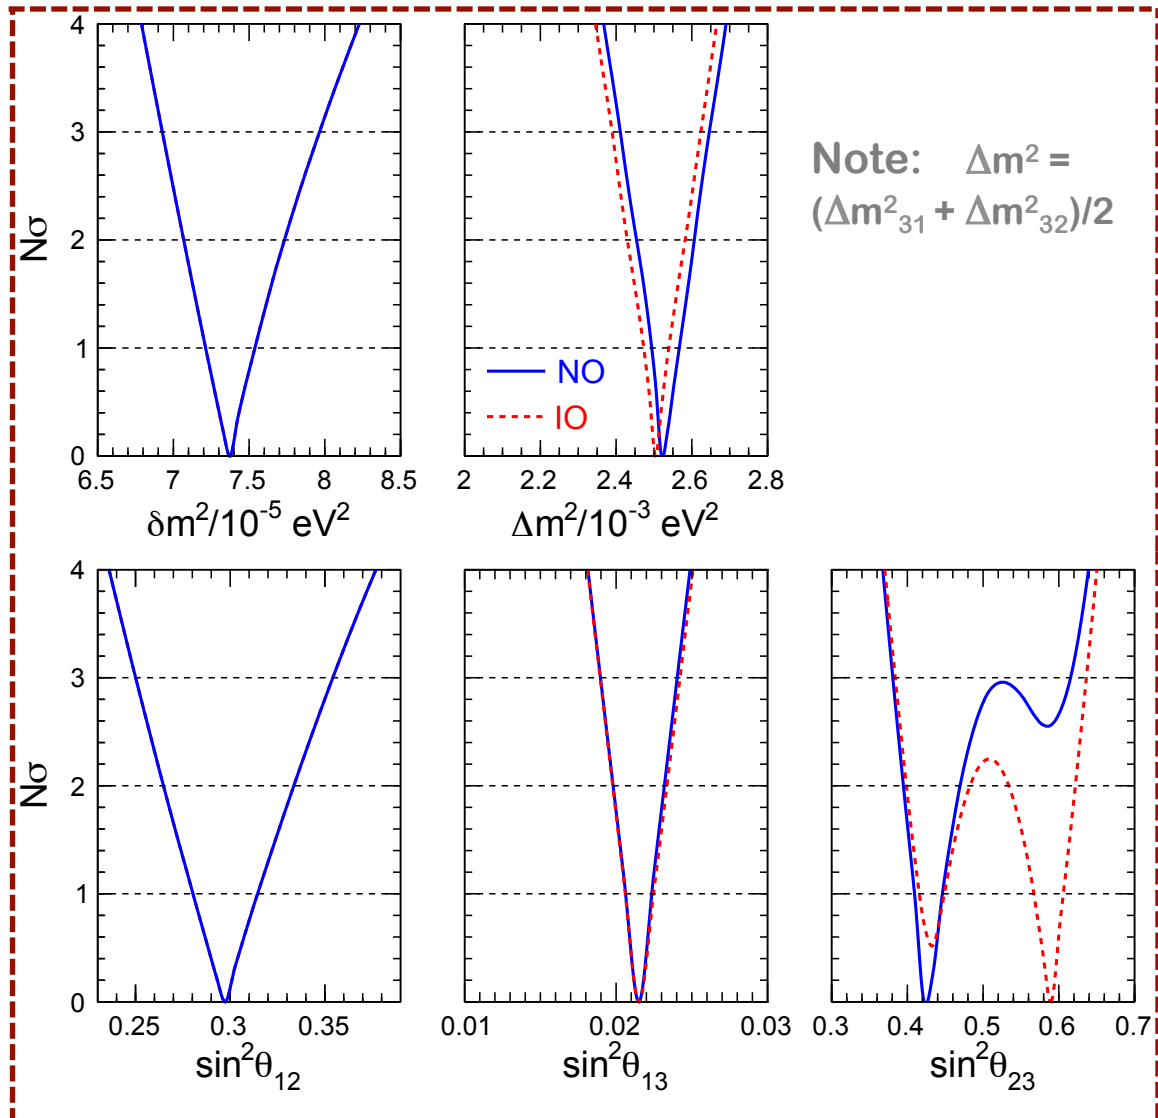 4
3
2
1
0
Nσ
6.5 7 7.5 8 8.5
δm²/10⁻⁵ eV²
NO
IO
2 2.2 2.4 2.6 2.8
Δm²/10⁻³ eV²
Note: Δm² =
(Δm²₃₁ + Δm²₃₂)/2
4
3
2
1
0
Nσ
0.25 0.3 0.35
sin²θ₁₂
0.01 0.02 0.03
sin²θ₁₃
0.3 0.4 0.5 0.6 0.7
sin²θ₂₃